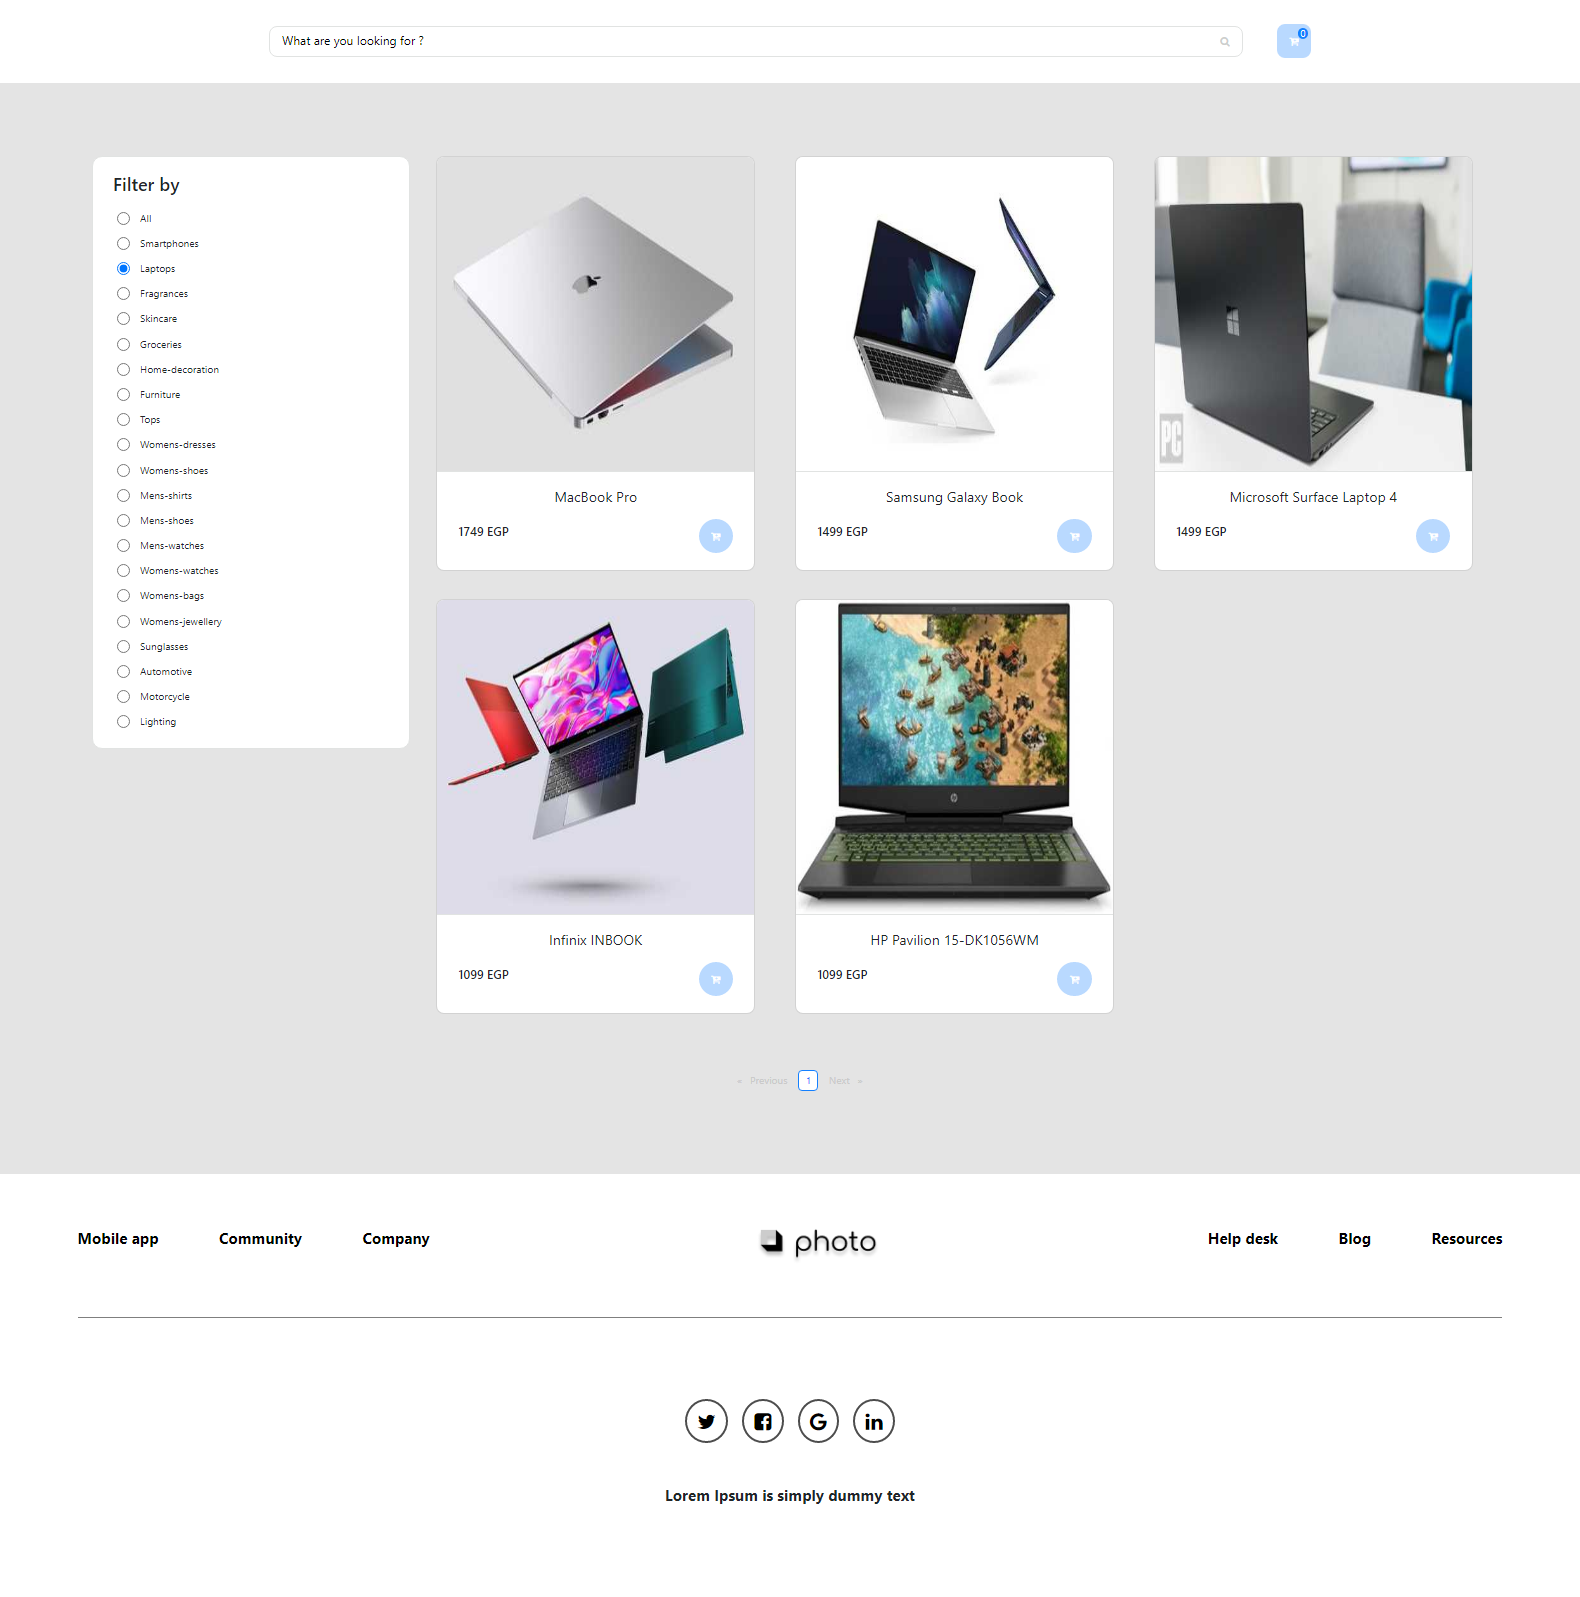 What are you looking for ?
0
Filter by
All
Smartphones
Laptops
Fragrances
Skincare
Groceries
Home-decoration
Furniture
Tops
Womens-dresses
Womens-shoes
Mens-shirts
Mens-shoes
Mens-watches
Womens-watches
Womens-bags
Womens-jewellery
Sunglasses
Automotive
Motorcycle
Lighting
MacBook Pro
1749 EGP
Samsung Galaxy Book
1499 EGP
PC
Microsoft Surface Laptop 4
1499 EGP
Infinix INBOOK
1099 EGP
hp
HP Pavilion 15-DK1056WM
1099 EGP
« Previous 1 Next »
Mobile app Community Company photo Help desk Blog Resources
Lorem Ipsum is simply dummy text